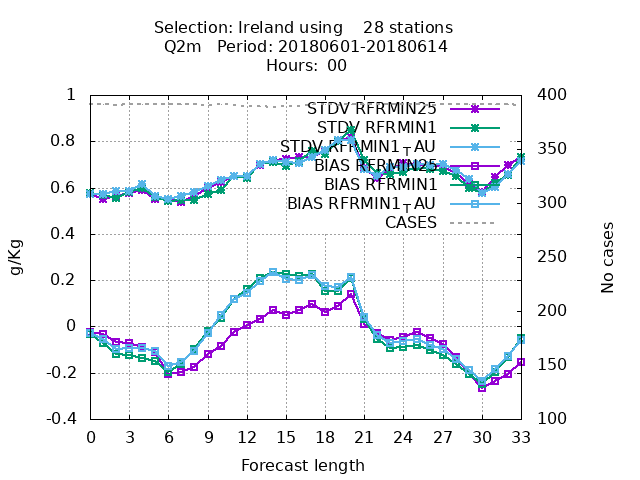 Selection: Ireland using    28 stations
Q2m   Period: 20180601-20180614
Hours:  00
1
0.8
0.6
0.4
0.2
0
-0.2
-0.4
400
350
300
250
200
150
100
STDV RFRMIN25
STDV RFRMIN1
STDV RFRMIN1┬AU
BIAS RFRMIN25
BIAS RFRMIN1
BIAS RFRMIN1┬AU
CASES
g/Kg
No cases
0 3 6 9 12 15 18 21 24 27 30 33
Forecast length